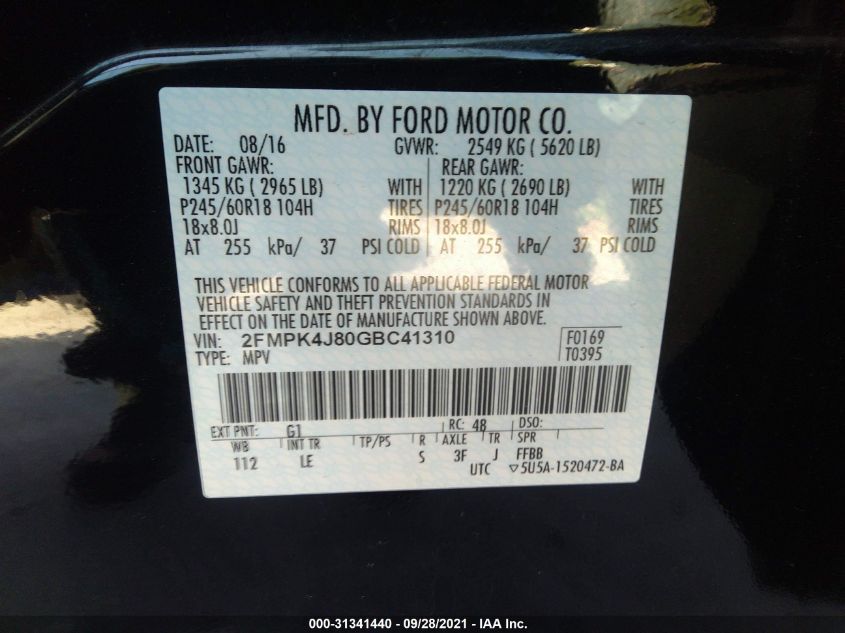 MFD. BY FORD MOTOR CO.
DATE: 08/16 GVWR: 2549 KG ( 5620 LB)
FRONT GAWR: REAR GAWR:
1345 KG ( 2965 LB) WITH 1220 KG ( 2690 LB) WITH
P245/60R18 104H TIRES P245/60R18 104H TIRES
18x8.0J RIMS 18x8.0J RIMS
AT 255 kPa/ 37 PSI COLD AT 255 kPa/ 37 PSI COLD
THIS VEHICLE CONFORMS TO ALL APPLICABLE FEDERAL MOTOR
VEHICLE SAFETY AND THEFT PREVENTION STANDARDS IN
EFFECT ON THE DATE OF MANUFACTURE SHOWN ABOVE.
VIN: 2FMPK4J80GBC41310 F0169
TYPE: MPV T0395
EXT PNT: G1 RC: 48 DSO:
WB INT TR TP/PS R AXLE TR SPR
112 LE S 3F J FFBB
UTC ▽5U5A-1520472-BA
000-31341440 - 09/28/2021 - IAA Inc.